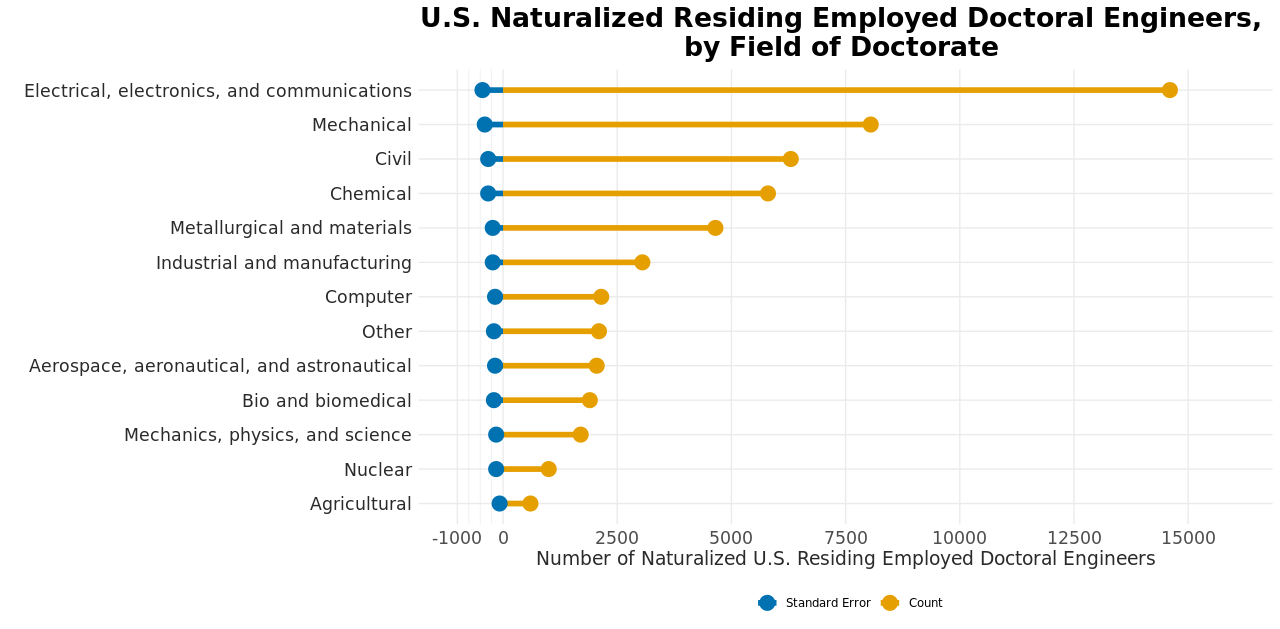 U.S. Naturalized Residing Employed Doctoral Engineers,
by Field of Doctorate
Electrical, electronics, and communications
Mechanical
Civil
Chemical
Metallurgical and materials
Industrial and manufacturing
Computer
Other
Aerospace, aeronautical, and astronautical
Bio and biomedical
Mechanics, physics, and science
Nuclear
Agricultural
-1000 0 2500 5000 7500 10000 12500 15000
Number of Naturalized U.S. Residing Employed Doctoral Engineers
Standard Error Count